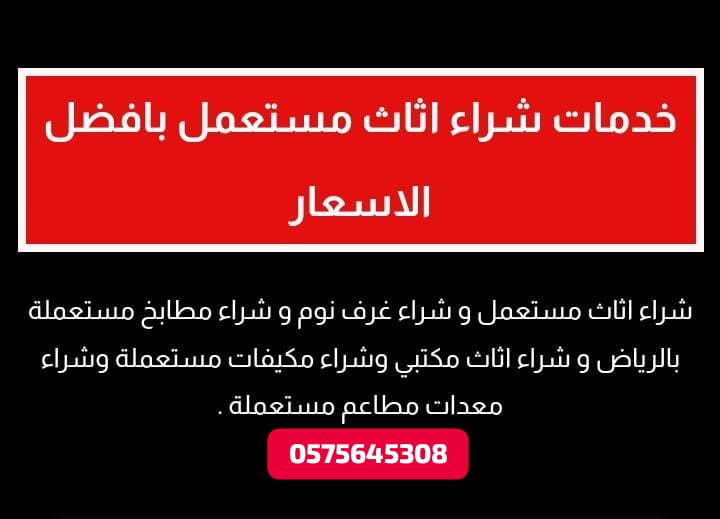 خدمات شراء اثاث مستعمل بافضل
الاسعار
شراء اثاث مستعمل و شراء غرف نوم و شراء مطابخ مستعملة
بالرياض و شراء اثاث مكتبي وشراء مكيفات مستعملة وشراء
معدات مطاعم مستعملة .
0575645308